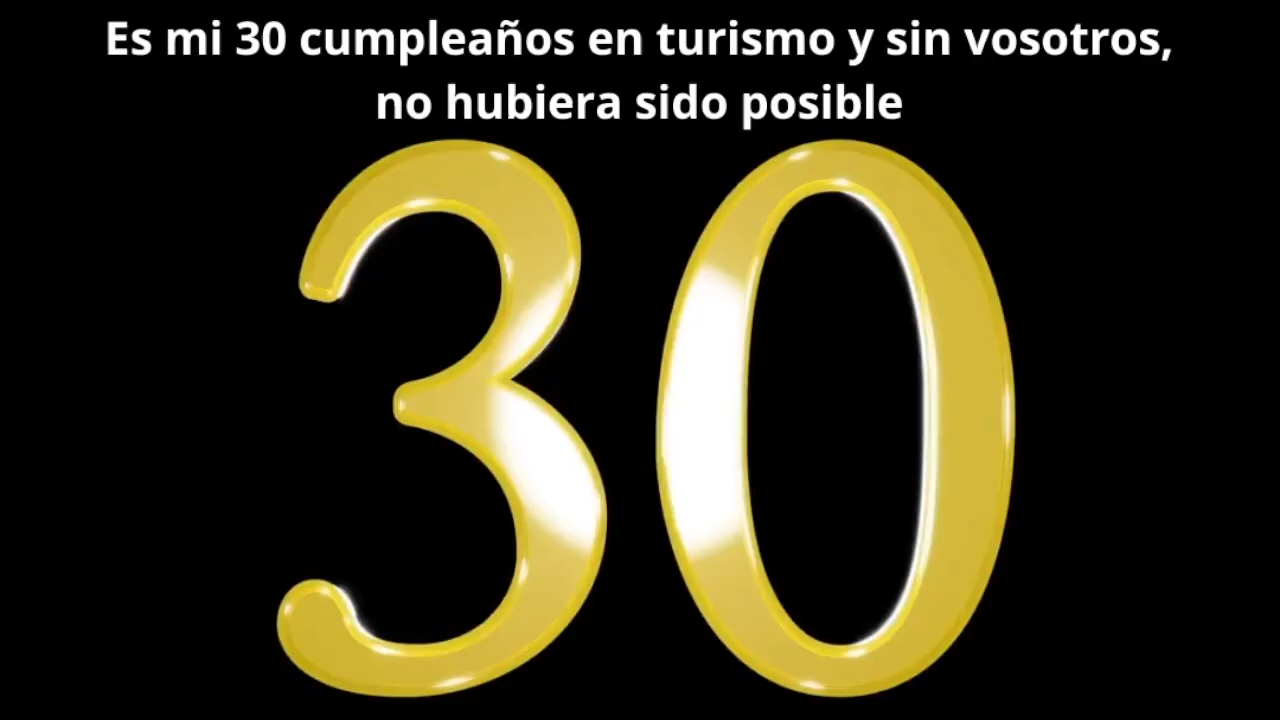 Es mi 30 cumpleaños en turismo y sin vosotros,
no hubiera sido posible
30